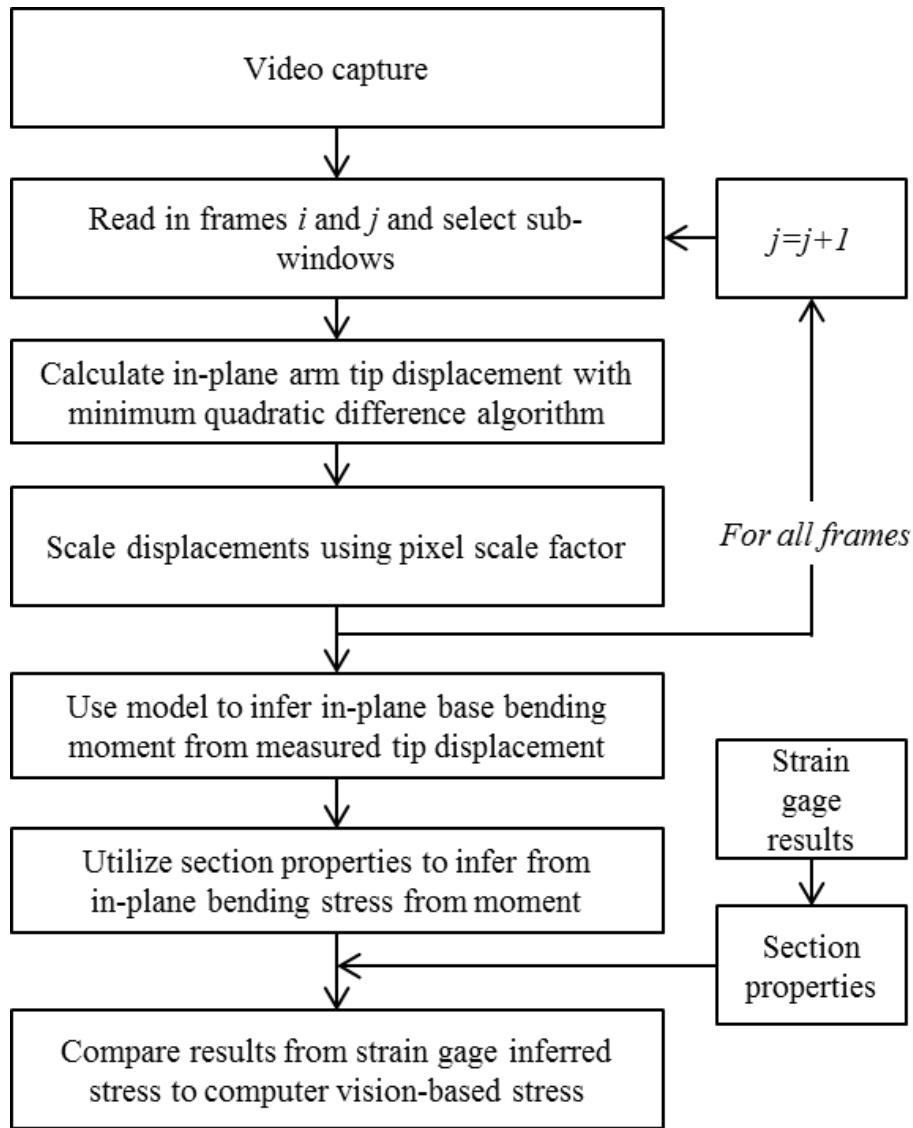 Video capture
Read in frames i and j and select sub-
windows
j=j+1
Calculate in-plane arm tip displacement with
minimum quadratic difference algorithm
Scale displacements using pixel scale factor
For all frames
Use model to infer in-plane base bending
moment from measured tip displacement
Strain
gage
results
Utilize section properties to infer from
in-plane bending stress from moment
Section
properties
Compare results from strain gage inferred
stress to computer vision-based stress